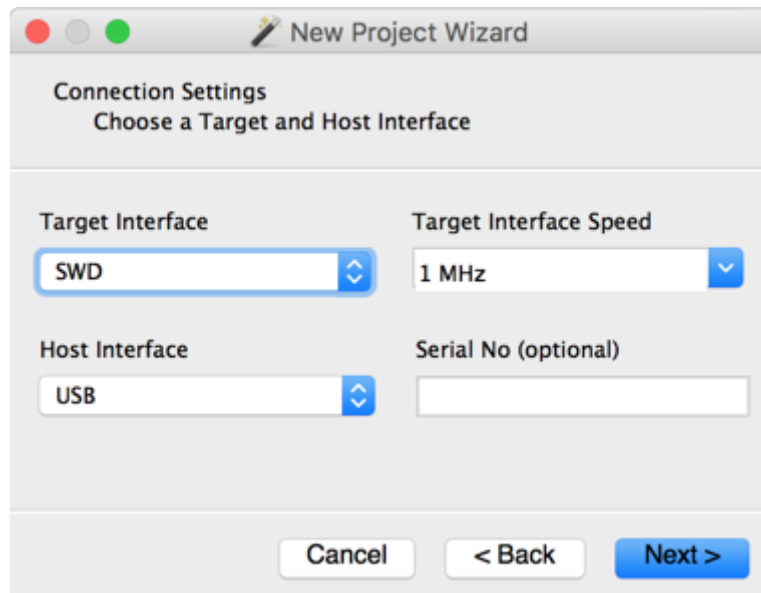 New Project Wizard
Connection Settings
Choose a Target and Host Interface
Target Interface
Target Interface Speed
SWD
1 MHz
Host Interface
Serial No (optional)
USB
Cancel
< Back
Next >